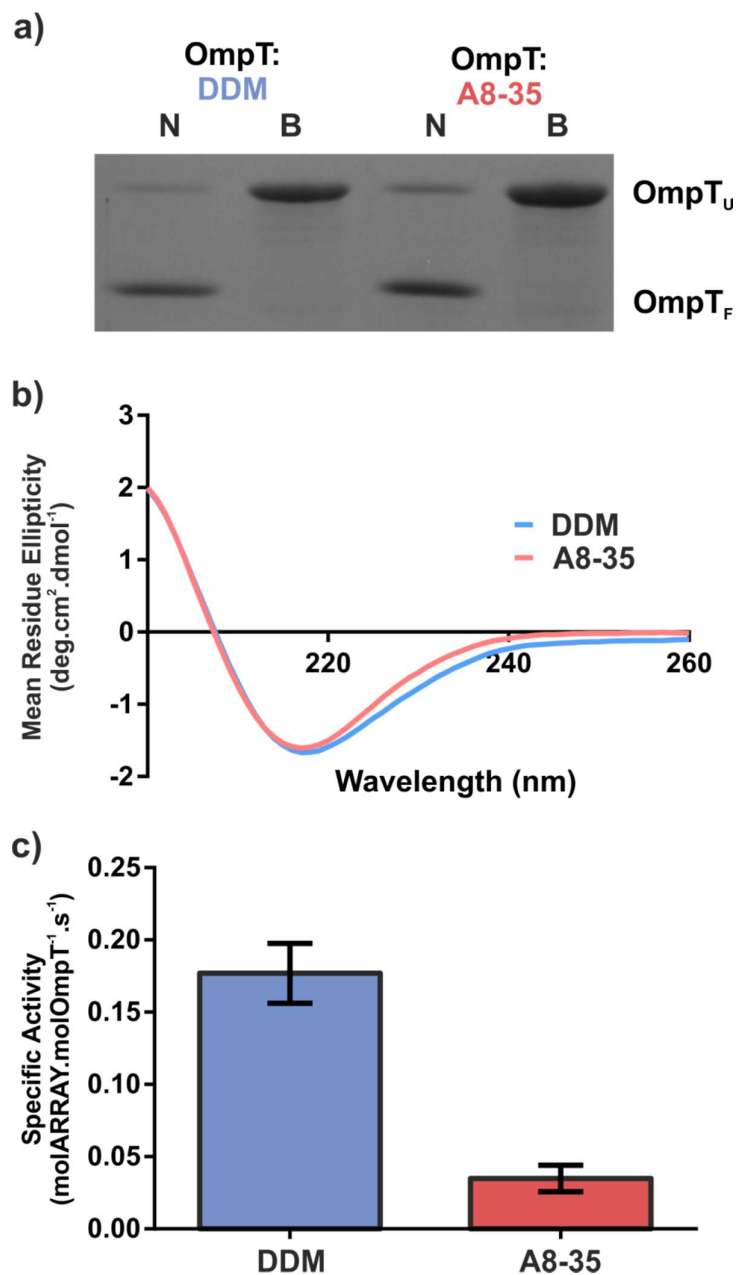 a)
OmpT: OmpT:
DDM A8-35
N B N B
OmpTU
OmpTF
b)
Mean Residue Ellipticity
(deg.cm².dmol⁻¹)
3
2
1
0
-1
-2
220 240 260
DDM
A8-35
Wavelength (nm)
c)
Specific Activity
(molARRAY.molOmpT⁻¹.s⁻¹)
0.25
0.20
0.15
0.10
0.05
0.00
DDM A8-35